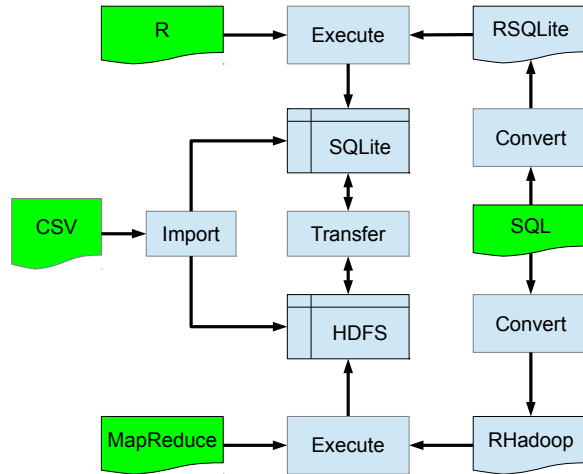 R
Execute
RSQLite
SQLite
Convert
CSV
Import
Transfer
SQL
HDFS
Convert
MapReduce
Execute
RHadoop